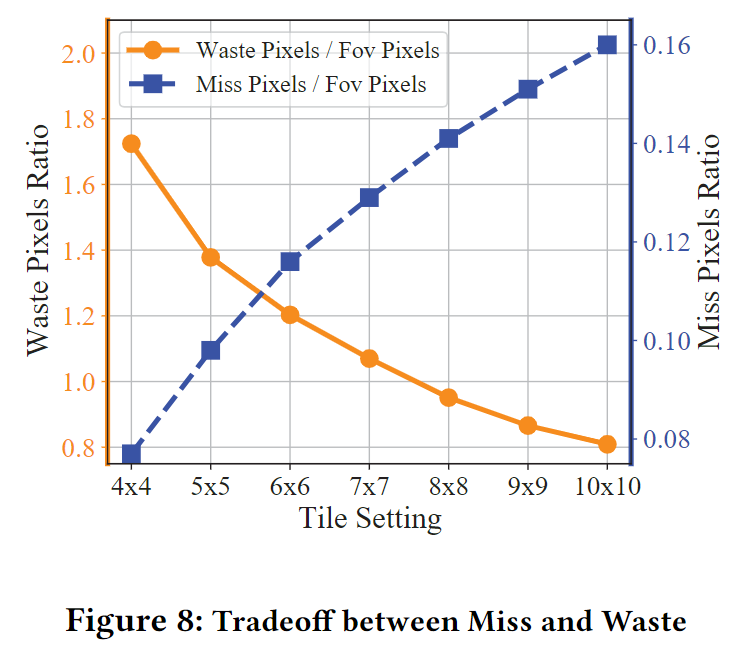 Waste Pixels / Fov Pixels
Miss Pixels / Fov Pixels
Waste Pixels Ratio
2.0
1.8
1.6
1.4
1.2
1.0
0.8
0.16
0.14
0.12
0.10
0.08
Miss Pixels Ratio
4x4 5x5 6x6 7x7 8x8 9x9 10x10
Tile Setting
Figure 8: Tradeoff between Miss and Waste